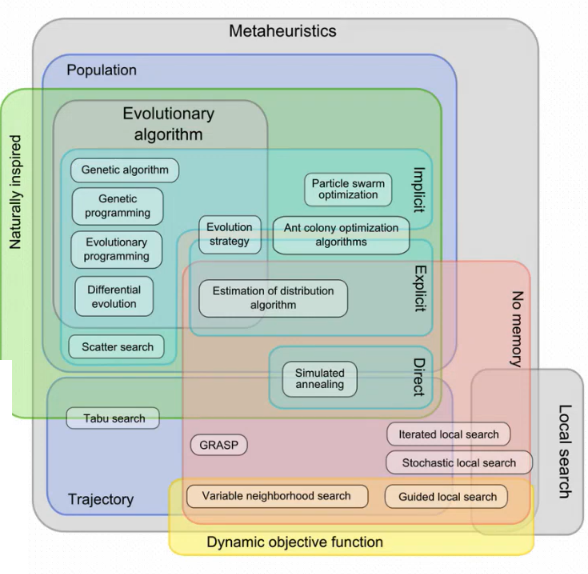 Metaheuristics
Population
Naturally inspired
Evolutionary
algorithm
Genetic algorithm
Genetic
programming
Evolutionary
programming
Differential
evolution
Scatter search
Evolution
strategy
Particle swarm
optimization
Ant colony optimization
algorithms
Implicit
Estimation of distribution
algorithm
Explicit
Simulated
annealing
Direct
No memory
Tabu search
GRASP
Iterated local search
Stochastic local search
Local search
Trajectory
Variable neighborhood search
Guided local search
Dynamic objective function